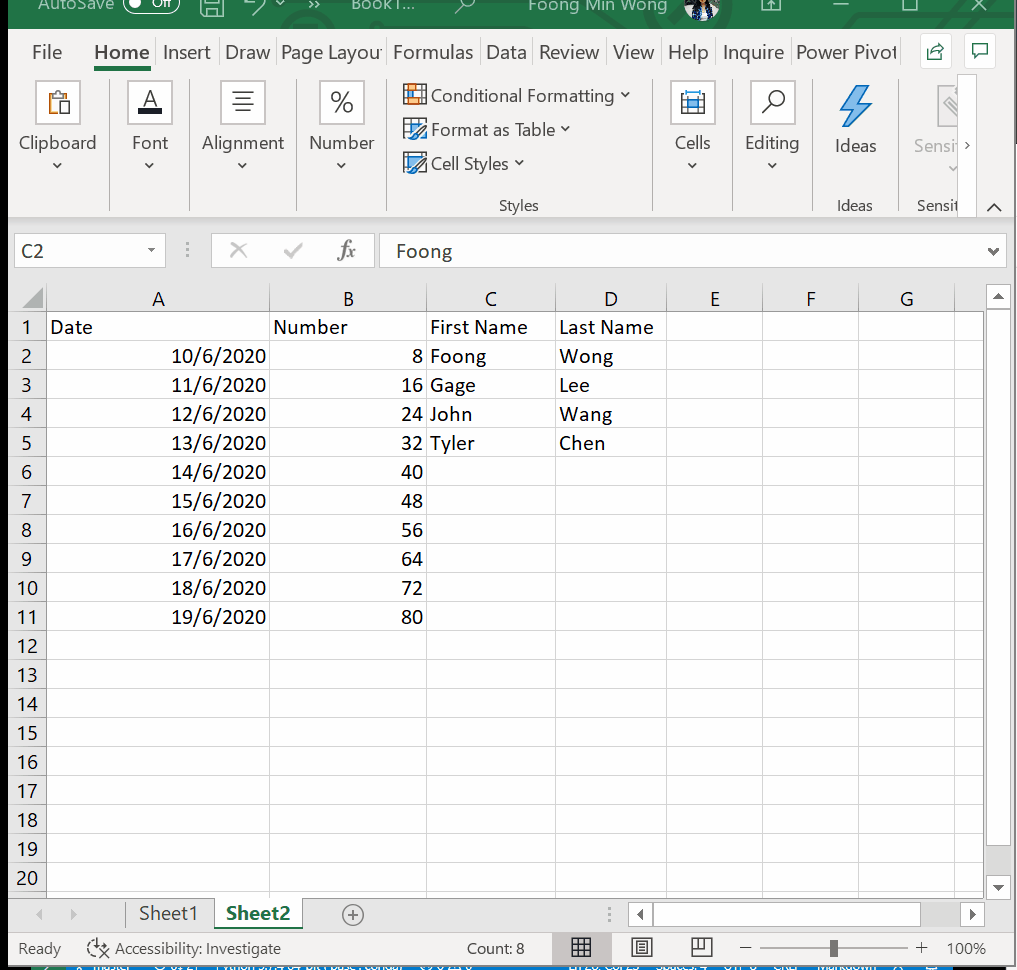 AutoSave Off Book1... Foong Min Wong
File Home Insert Draw Page Layou Formulas Data Review View Help Inquire Power Pivot
Clipboard Font Alignment Number Conditional Formatting Format as Table Cell Styles Cells Editing Ideas Sensi
Styles Ideas Sensit
C2 fx Foong
A B C D E F G
1 Date Number First Name Last Name
2 10/6/2020 8 Foong Wong
3 11/6/2020 16 Gage Lee
4 12/6/2020 24 John Wang
5 13/6/2020 32 Tyler Chen
6 14/6/2020 40
7 15/6/2020 48
8 16/6/2020 56
9 17/6/2020 64
10 18/6/2020 72
11 19/6/2020 80
12
13
14
15
16
17
18
19
20
Sheet1 Sheet2
Ready Accessibility: Investigate Count: 8 100%